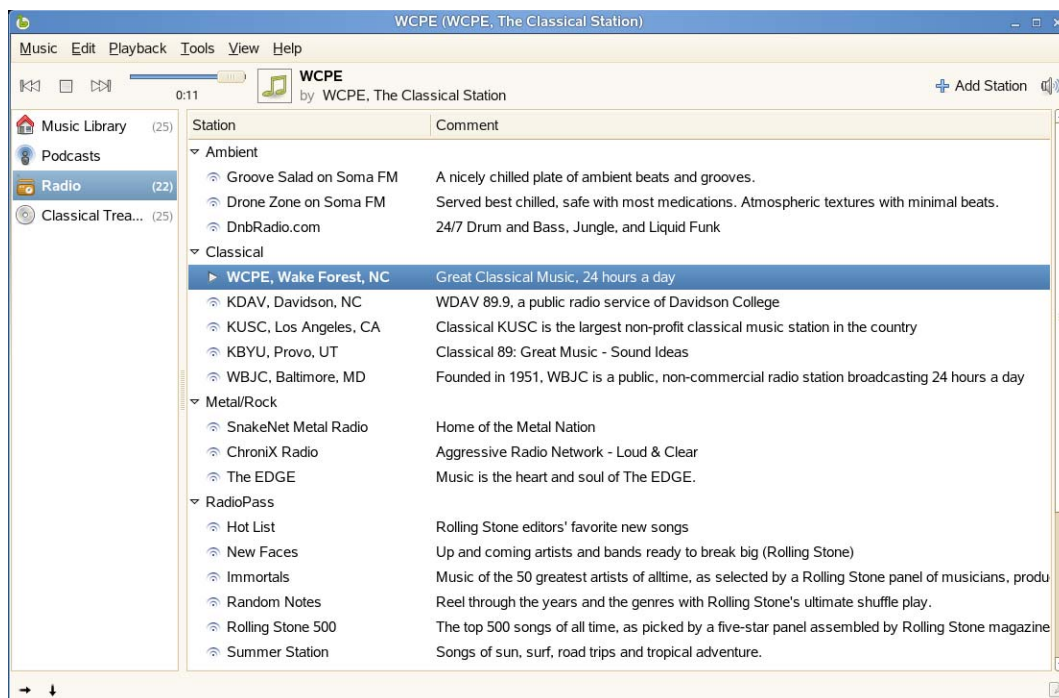 WCPE (WCPE, The Classical Station)
Music Edit Playback Tools View Help
0:11
WCPE
by WCPE, The Classical Station
Add Station
Music Library (25)
Podcasts
Radio (22)
Classical Trea... (25)
Station Comment
Ambient
Groove Salad on Soma FM A nicely chilled plate of ambient beats and grooves.
Drone Zone on Soma FM Served best chilled, safe with most medications. Atmospheric textures with minimal beats.
DnbRadio.com 24/7 Drum and Bass, Jungle, and Liquid Funk
Classical
WCPE, Wake Forest, NC Great Classical Music, 24 hours a day
KDAV, Davidson, NC WDAV 89.9, a public radio service of Davidson College
KUSC, Los Angeles, CA Classical KUSC is the largest non-profit classical music station in the country
KBYU, Provo, UT Classical 89: Great Music - Sound Ideas
WBJC, Baltimore, MD Founded in 1951, WBJC is a public, non-commercial radio station broadcasting 24 hours a day
Metal/Rock
SnakeNet Metal Radio Home of the Metal Nation
ChroniX Radio Aggressive Radio Network - Loud & Clear
The EDGE Music is the heart and soul of The EDGE.
RadioPass
Hot List Rolling Stone editors' favorite new songs
New Faces Up and coming artists and bands ready to break big (Rolling Stone)
Immortals Music of the 50 greatest artists of alltime, as selected by a Rolling Stone panel of musicians, produ
Random Notes Reel through the years and the genres with Rolling Stone's ultimate shuffle play.
Rolling Stone 500 The top 500 songs of all time, as picked by a five-star panel assembled by Rolling Stone magazine
Summer Station Songs of sun, surf, road trips and tropical adventure.